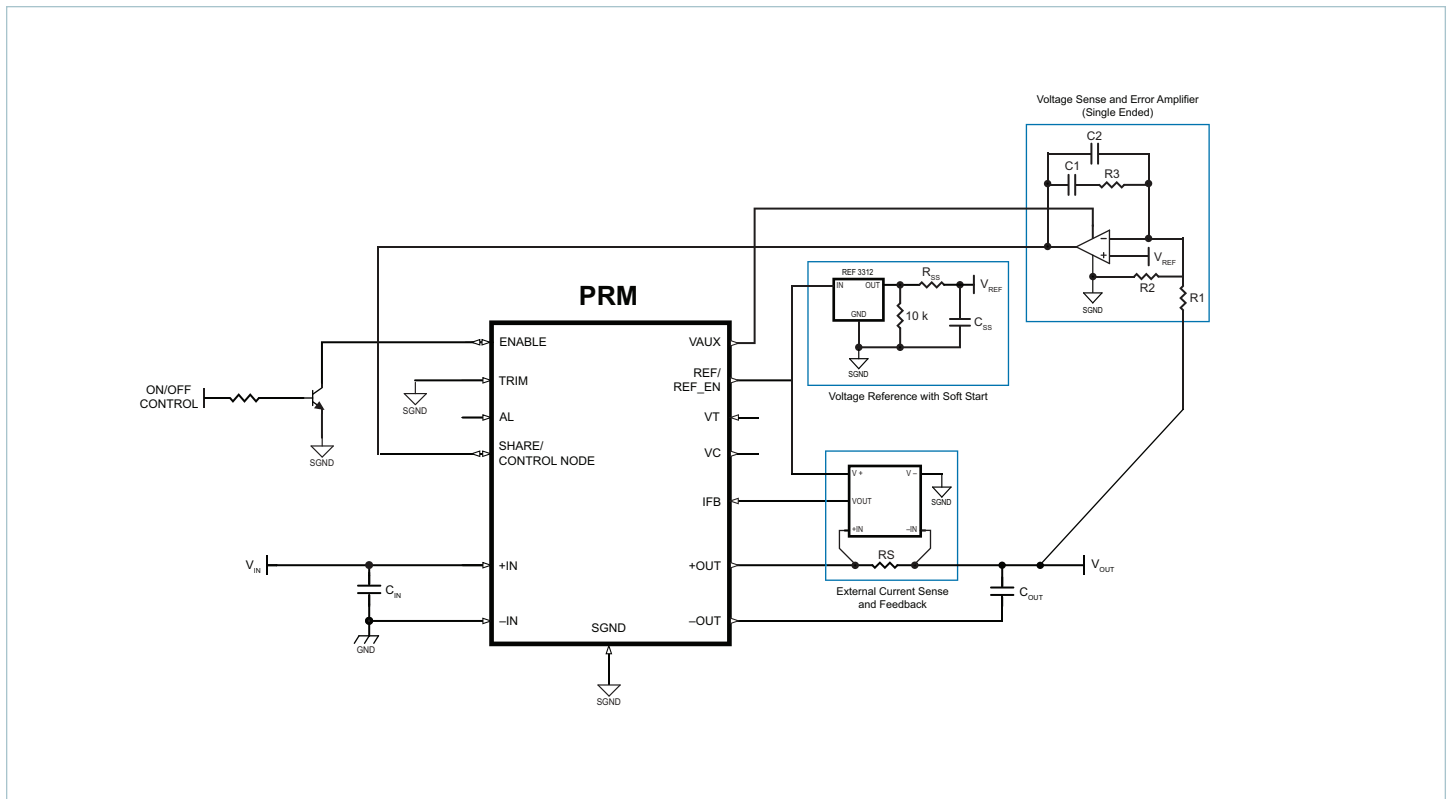 Voltage Sense and Error Amplifier
(Single Ended)
C2
C1
R3
–
+
V_REF
R2
R1
SGND
REF 3312
IN
OUT
GND
R_SS
V_REF
10 k
C_SS
SGND
Voltage Reference with Soft Start
PRM
ENABLE
TRIM
AL
SHARE/
CONTROL NODE
+IN
–IN
SGND
VAUX
REF/
REF_EN
VT
VC
IFB
+OUT
–OUT
ON/OFF
CONTROL
SGND
SGND
V_IN
C_IN
GND
SGND
V +
V –
VOUT
+IN
–IN
SGND
RS
External Current Sense
and Feedback
C_OUT
V_OUT